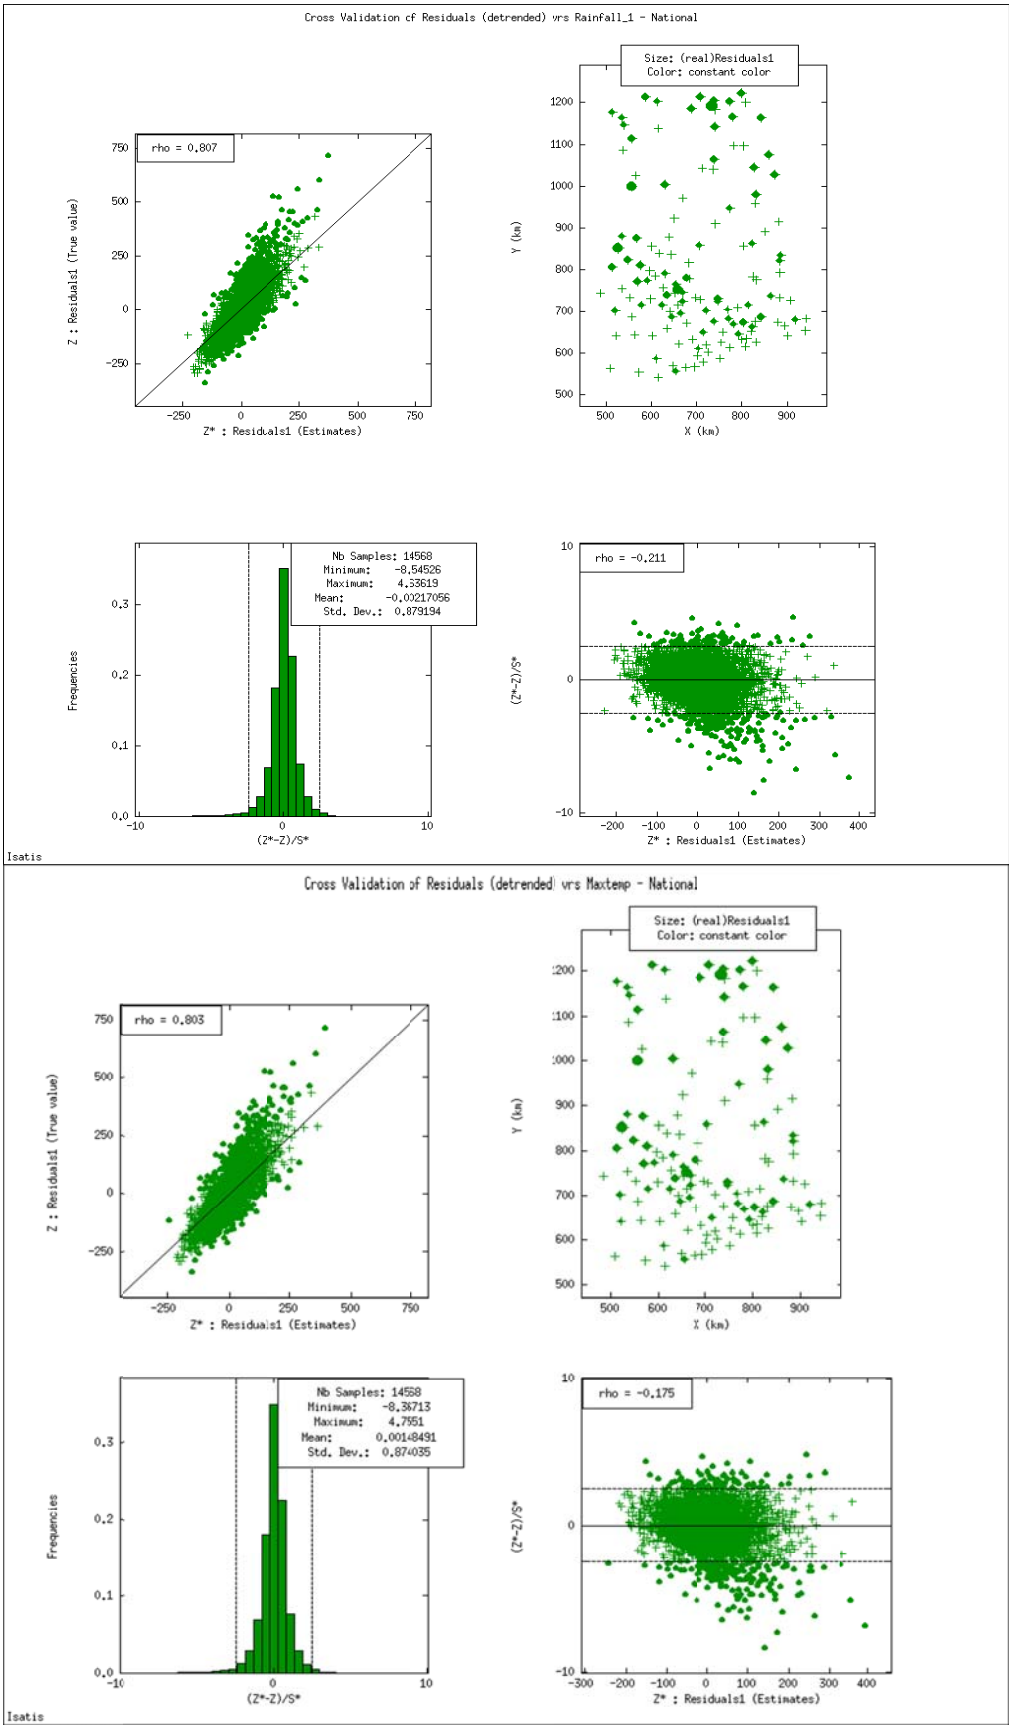 Cross Validation of Residuals (detrended) vrs Rainfall_1 - National
rho = 0.807
750
500
250
0
-250
Z : Residuals1 (True value)
-250 0 250 500 750
Z* : Residuals1 (Estimates)
Size: (real)Residuals1
Color: constant color
1200
1100
1000
900
800
700
600
500
Y (km)
500 600 700 800 900
X (km)
Nb Samples: 14568
Minimum: -8.54526
Maximum: 4.63619
Mean: -0.00217056
Std. Dev.: 0.879194
0.3
0.2
0.1
0.0
Frequencies
-10 0 10
(Z*-Z)/S*
rho = -0.211
10
0
-10
(Z*-Z)/S*
-200 -100 0 100 200 300 400
Z* : Residuals1 (Estimates)
Isatis
Cross Validation of Residuals (detrended) vrs Maxtemp - National
rho = 0.803
750
500
250
0
-250
Z : Residuals1 (True value)
-250 0 250 500 750
Z* : Residuals1 (Estimates)
Size: (real)Residuals1
Color: constant color
1200
1100
1000
900
800
700
600
500
Y (km)
500 600 700 800 900
X (km)
Nb Samples: 14568
Minimum: -8.36713
Maximum: 4.7551
Mean: 0.00148491
Std. Dev.: 0.874035
0.3
0.2
0.1
0.0
Frequencies
-10 0 10
(Z*-Z)/S*
rho = -0.175
10
0
-10
(Z*-Z)/S*
-300 -200 -100 0 100 200 300 400
Z* : Residuals1 (Estimates)
Isatis